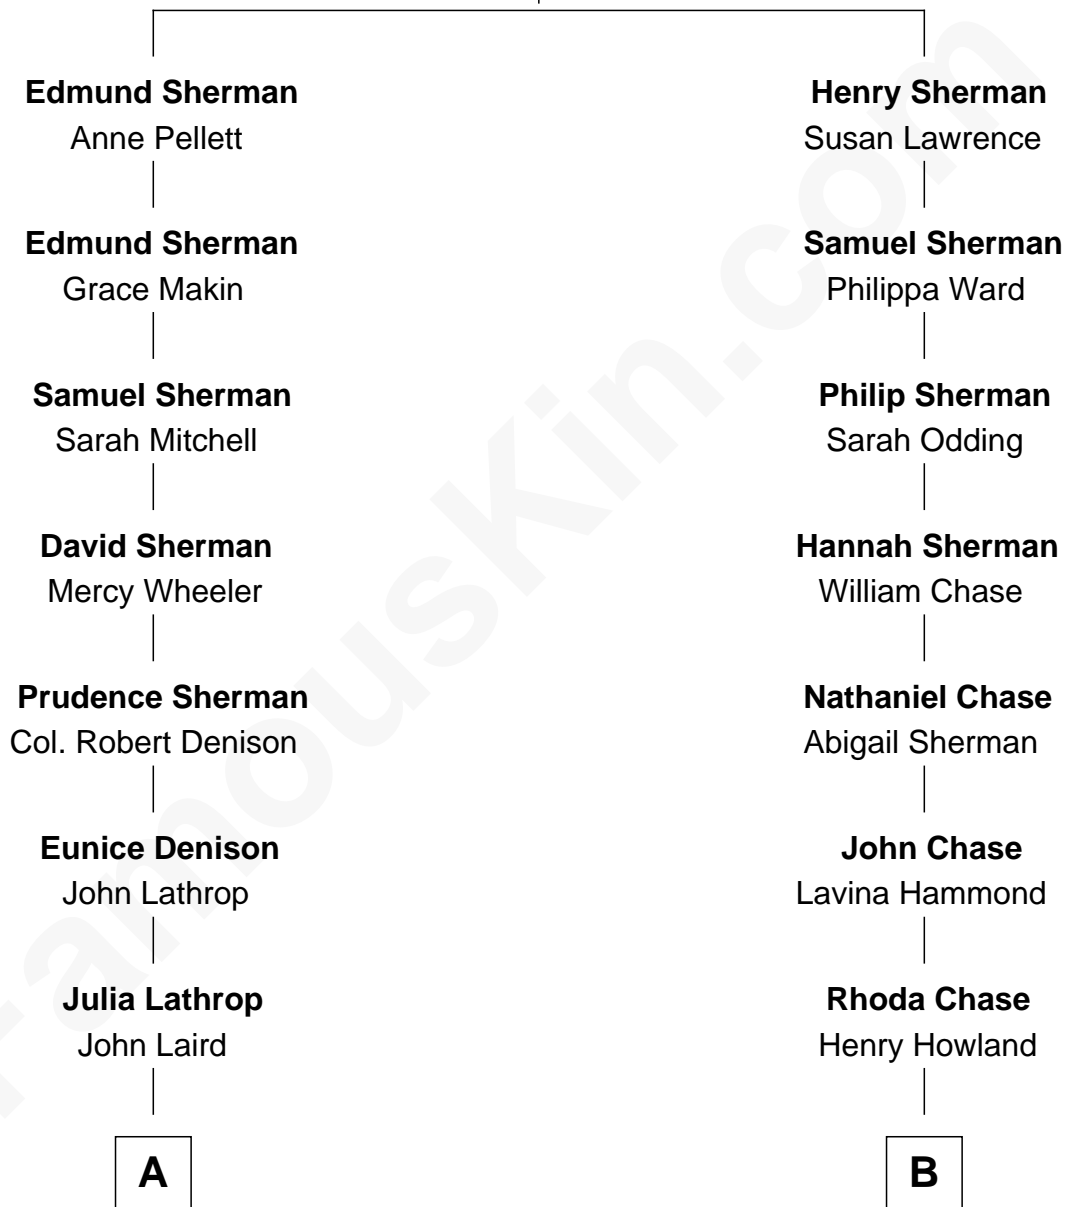 Edmund Sherman
Anne Pellett
Edmund Sherman
Grace Makin
Samuel Sherman
Sarah Mitchell
David Sherman
Mercy Wheeler
Prudence Sherman
Col. Robert Denison
Eunice Denison
John Lathrop
Julia Lathrop
John Laird
A
Henry Sherman
Susan Lawrence
Samuel Sherman
Philippa Ward
Philip Sherman
Sarah Odding
Hannah Sherman
William Chase
Nathaniel Chase
Abigail Sherman
John Chase
Lavina Hammond
Rhoda Chase
Henry Howland
B
FamousKin.com